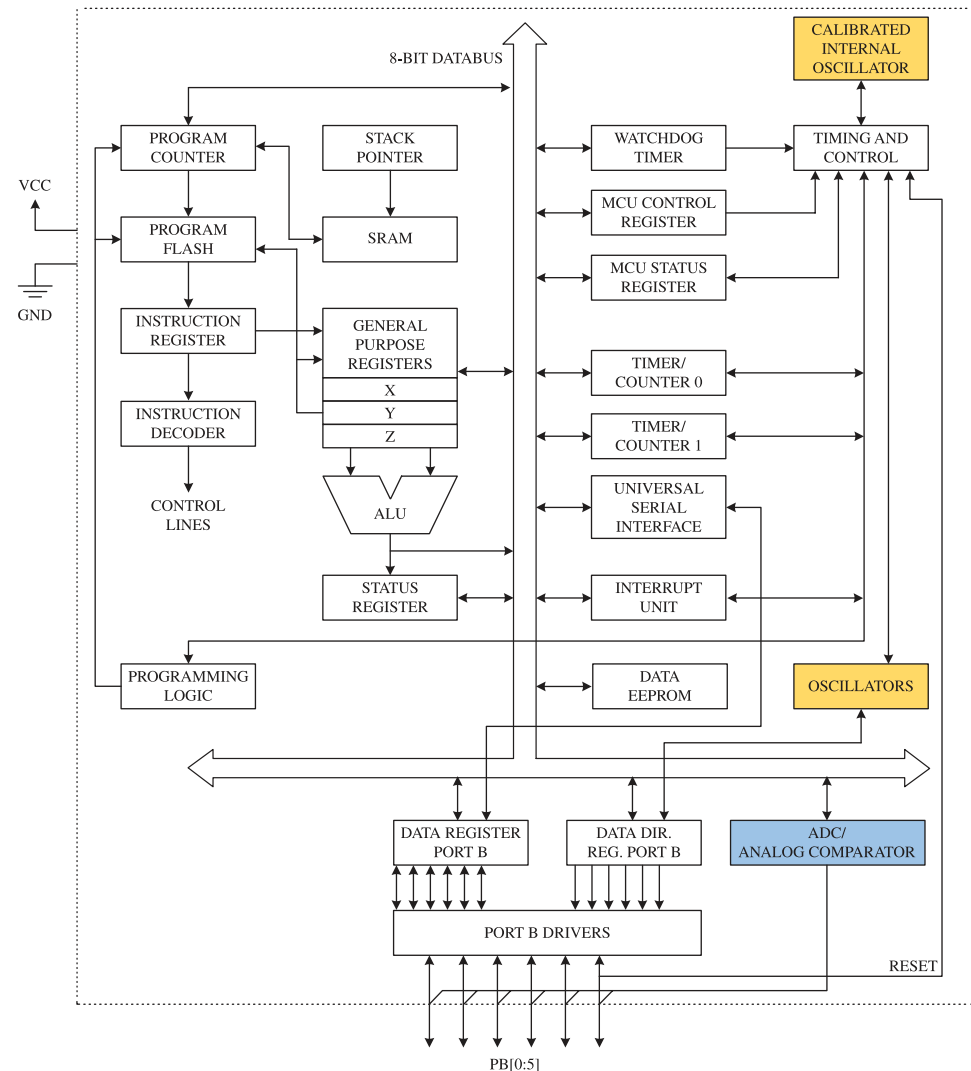 CALIBRATED
INTERNAL
OSCILLATOR
8-BIT DATABUS
PROGRAM
COUNTER
STACK
POINTER
WATCHDOG
TIMER
TIMING AND
CONTROL
VCC
MCU CONTROL
REGISTER
PROGRAM
FLASH
SRAM
MCU STATUS
REGISTER
GND
INSTRUCTION
REGISTER
GENERAL
PURPOSE
REGISTERS
X
Y
Z
TIMER/
COUNTER 0
INSTRUCTION
DECODER
TIMER/
COUNTER 1
CONTROL
LINES
ALU
UNIVERSAL
SERIAL
INTERFACE
STATUS
REGISTER
INTERRUPT
UNIT
PROGRAMMING
LOGIC
DATA
EEPROM
OSCILLATORS
DATA REGISTER
PORT B
DATA DIR.
REG. PORT B
ADC/
ANALOG COMPARATOR
PORT B DRIVERS
RESET
PB[0:5]